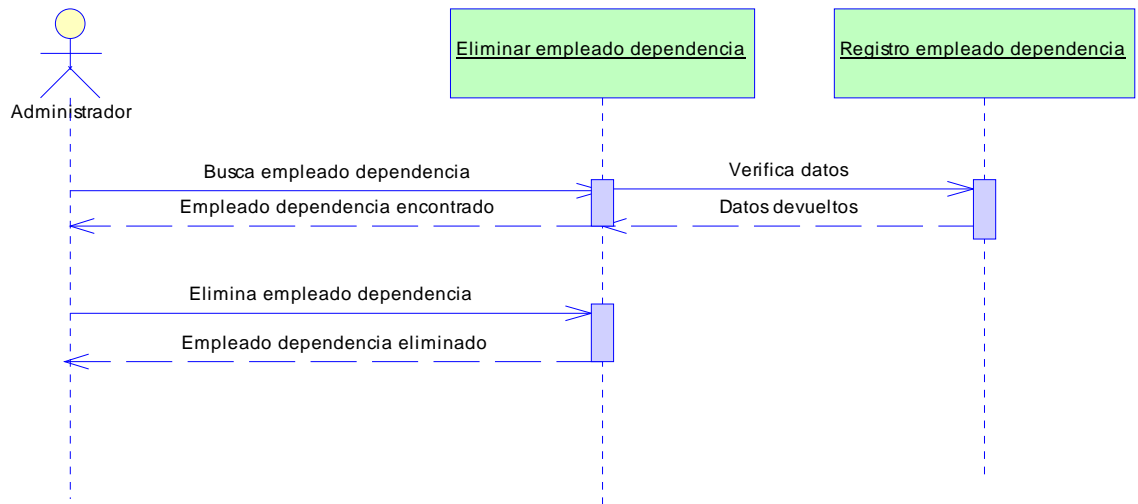 Eliminar empleado dependencia
Registro empleado dependencia
Administrador
Busca empleado dependencia
Verifica datos
Empleado dependencia encontrado
Datos devueltos
Elimina empleado dependencia
Empleado dependencia eliminado